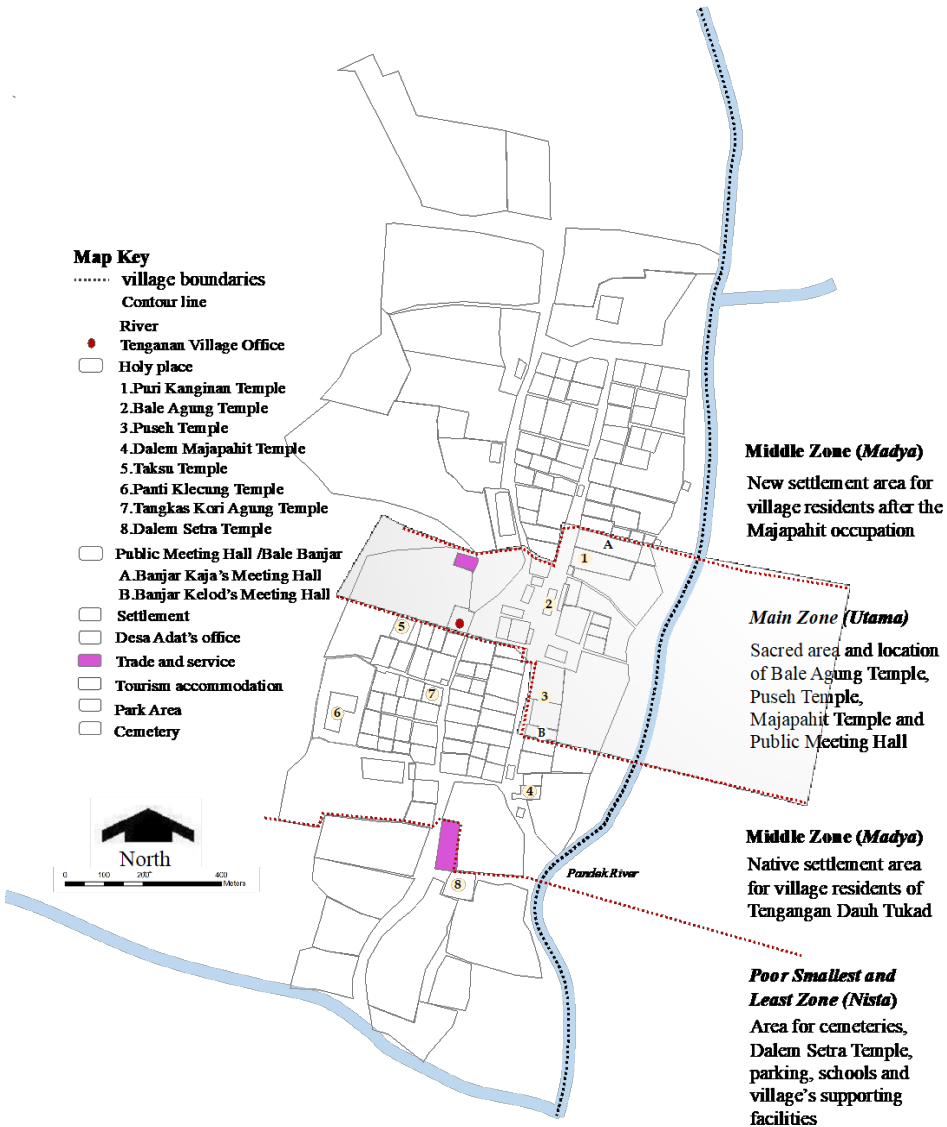 Map Key
village boundaries
Contour line
River
Tenganan Village Office
Holy place
1.Puri Kanginan Temple
2.Bale Agung Temple
3.Puseh Temple
4.Dalem Majapahit Temple
5.Taksu Temple
6.Panti Klecung Temple
7.Tangkas Kori Agung Temple
8.Dalem Setra Temple
Public Meeting Hall /Bale Banjar
A.Banjar Kaja's Meeting Hall
B.Banjar Kelod's Meeting Hall
Settlement
Desa Adat's office
Trade and service
Tourism accommodation
Park Area
Cemetery
North
0 100 200 400
Meters
A
1
2
5
7
3
6
B
4
8
Pandek River
Middle Zone (Madya)
New settlement area for
village residents after the
Majapahit occupation
Main Zone (Utama)
Sacred area and location
of Bale Agung Temple,
Puseh Temple,
Majapahit Temple and
Public Meeting Hall
Middle Zone (Madya)
Native settlement area
for village residents of
Tengangan Dauh Tukad
Poor Smallest and
Least Zone (Nista)
Area for cemeteries,
Dalem Setra Temple,
parking, schools and
village's supporting
facilities